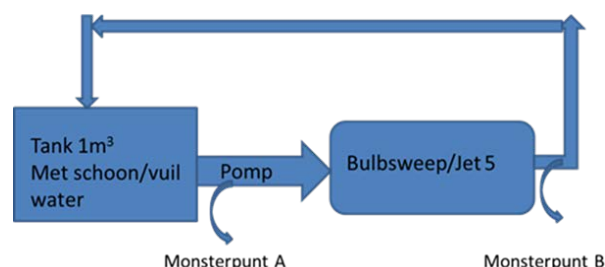 Tank 1m³
Met schoon/vuil
water
Pomp
Bulbsweep/Jet 5
Monsterpunt A
Monsterpunt B